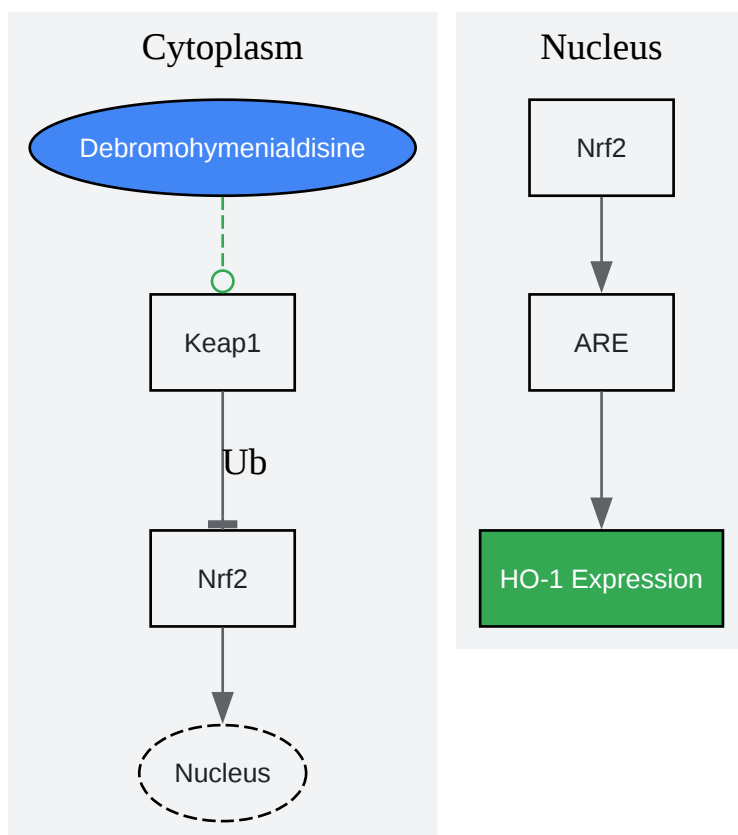 Cytoplasm
Debromohymenialdisine
Keap1
Ub
Nrf2
Nucleus
Nucleus
Nrf2
ARE
HO-1 Expression